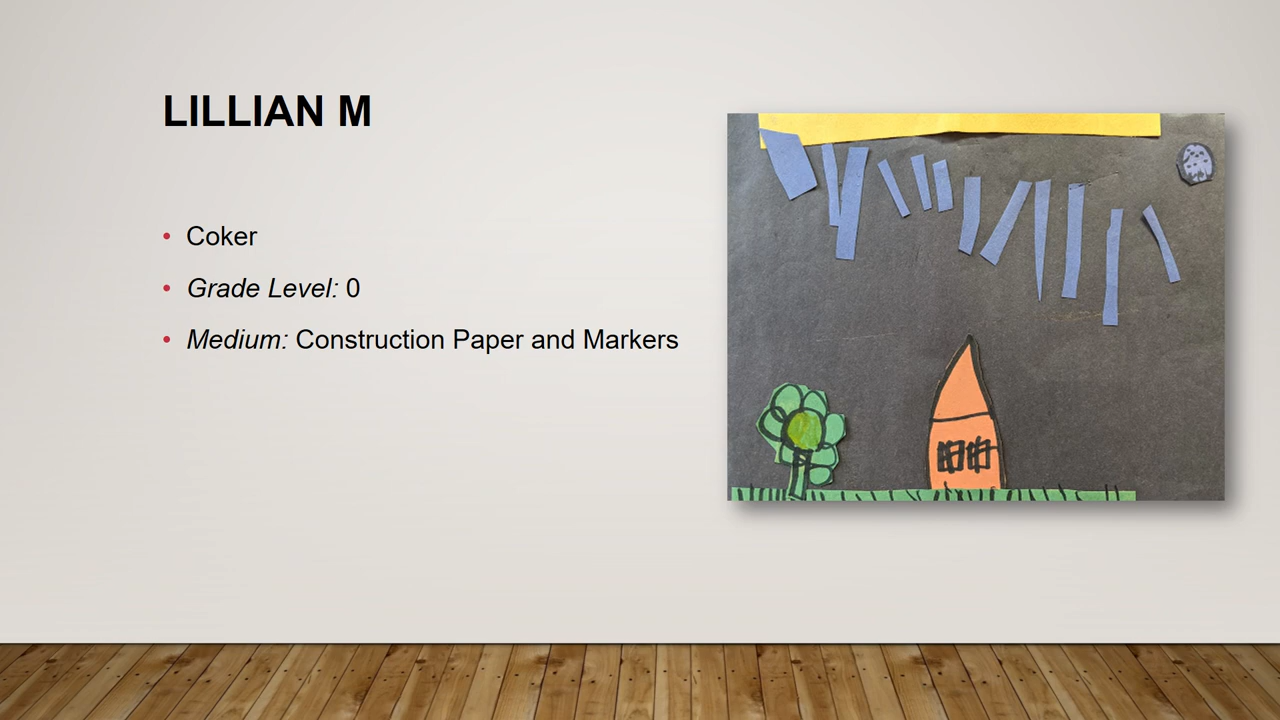 LILLIAN M
• Coker
• Grade Level: 0
• Medium: Construction Paper and Markers